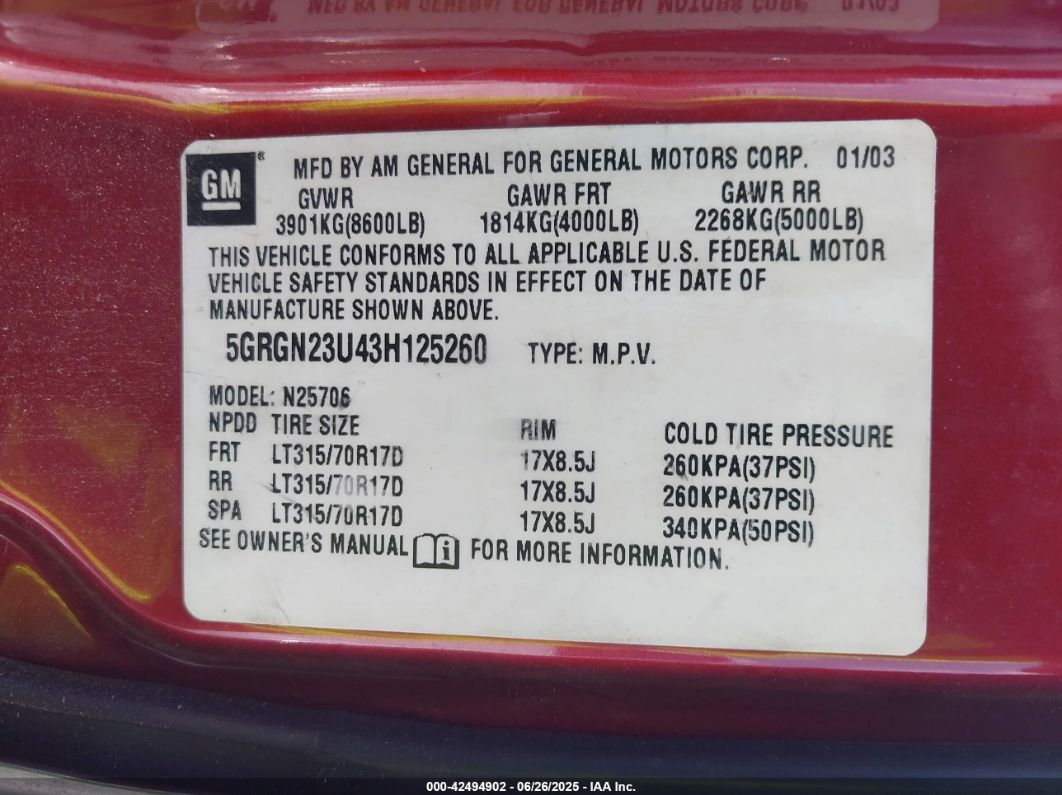 MFD BY AM GENERAL FOR GENERAL MOTORS CORP. 01/03
GM®
GVWR GAWR FRT GAWR RR
3901KG(8600LB) 1814KG(4000LB) 2268KG(5000LB)
THIS VEHICLE CONFORMS TO ALL APPLICABLE U.S. FEDERAL MOTOR
VEHICLE SAFETY STANDARDS IN EFFECT ON THE DATE OF
MANUFACTURE SHOWN ABOVE.
5GRGN23U43H125260 TYPE: M.P.V.
MODEL: N25706
NPDD TIRE SIZE RIM COLD TIRE PRESSURE
FRT LT315/70R17D 17X8.5J 260KPA(37PSI)
RR LT315/70R17D 17X8.5J 260KPA(37PSI)
SPA LT315/70R17D 17X8.5J 340KPA(50PSI)
SEE OWNER'S MANUAL i FOR MORE INFORMATION.
000-42494902 - 06/26/2025 - IAA Inc.